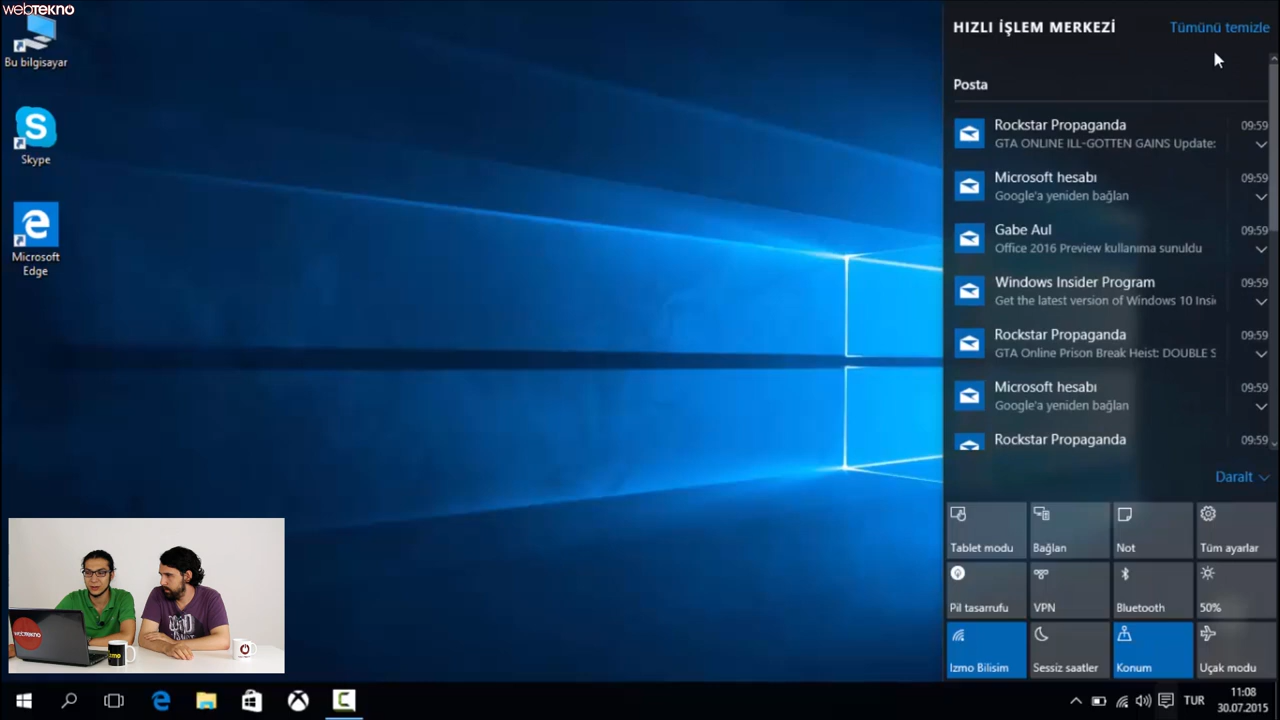 webtekno
Bu bilgisayar
Skype
Microsoft
Edge
HIZLI İŞLEM MERKEZİ
Tümünü temizle
Posta
Rockstar Propaganda
09:59
GTA ONLINE ILL-GOTTEN GAINS Update:
Microsoft hesabı
09:59
Google'a yeniden bağlan
Gabe Aul
09:59
Office 2016 Preview kullanıma sunuldu
Windows Insider Program
09:59
Get the latest version of Windows 10 Insi
Rockstar Propaganda
09:59
GTA Online Prison Break Heist: DOUBLE S
Microsoft hesabı
09:59
Google'a yeniden bağlan
Rockstar Propaganda
09:59
Daralt
Tablet modu
Bağlan
Not
Tüm ayarlar
Pil tasarrufu
VPN
Bluetooth
50%
Izmo Bilisim
Sessiz saatler
Konum
Uçak modu
webtekno
izmo
TUR
11:08
30.07.2015